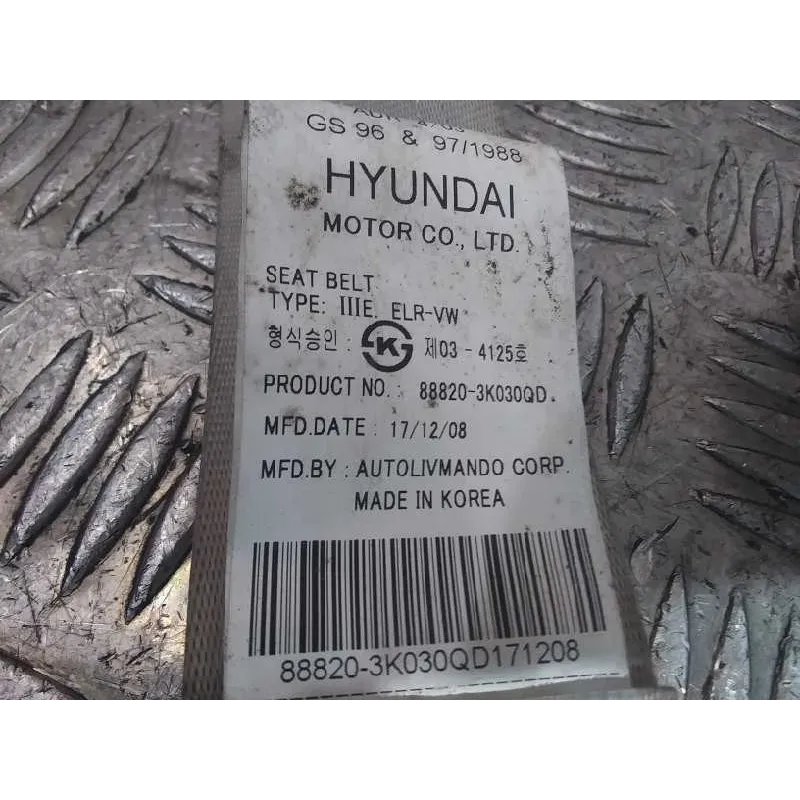 GS 96 & 97/1988
HYUNDAI
MOTOR CO., LTD.
SEAT BELT
TYPE: IIIE. ELR-VW
형식승인 : K 제03 - 4125호
PRODUCT NO. : 88820-3K030QD.
MFD.DATE : 17/12/08
MFD.BY : AUTOLIVMANDO CORP.
MADE IN KOREA
88820-3K030QD171208